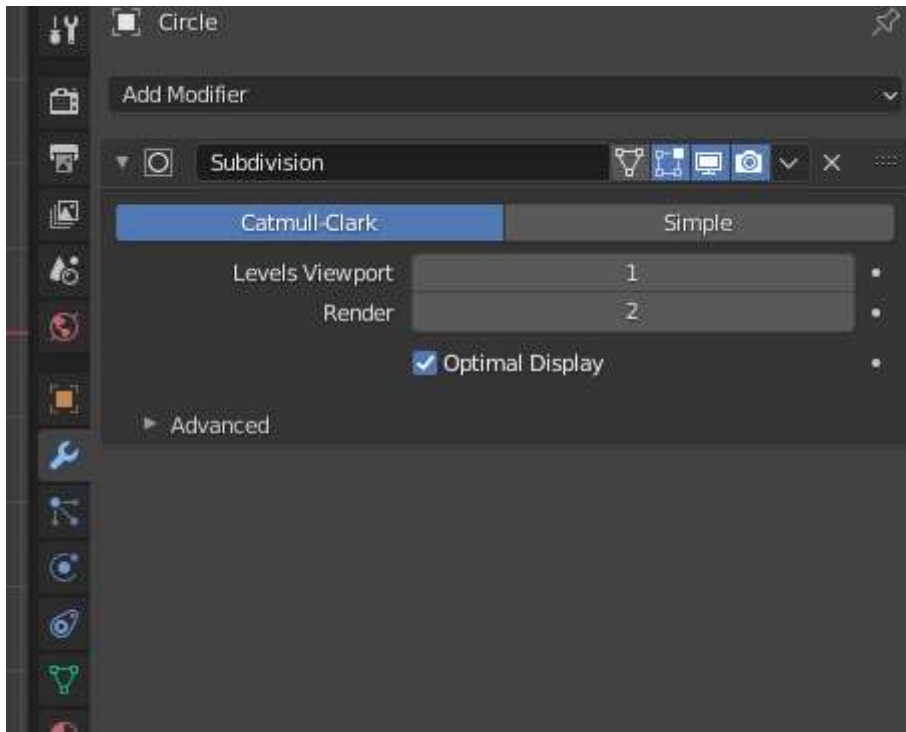 Circle
Add Modifier
Subdivision
Catmull-Clark Simple
Levels Viewport 1
Render 2
Optimal Display
Advanced